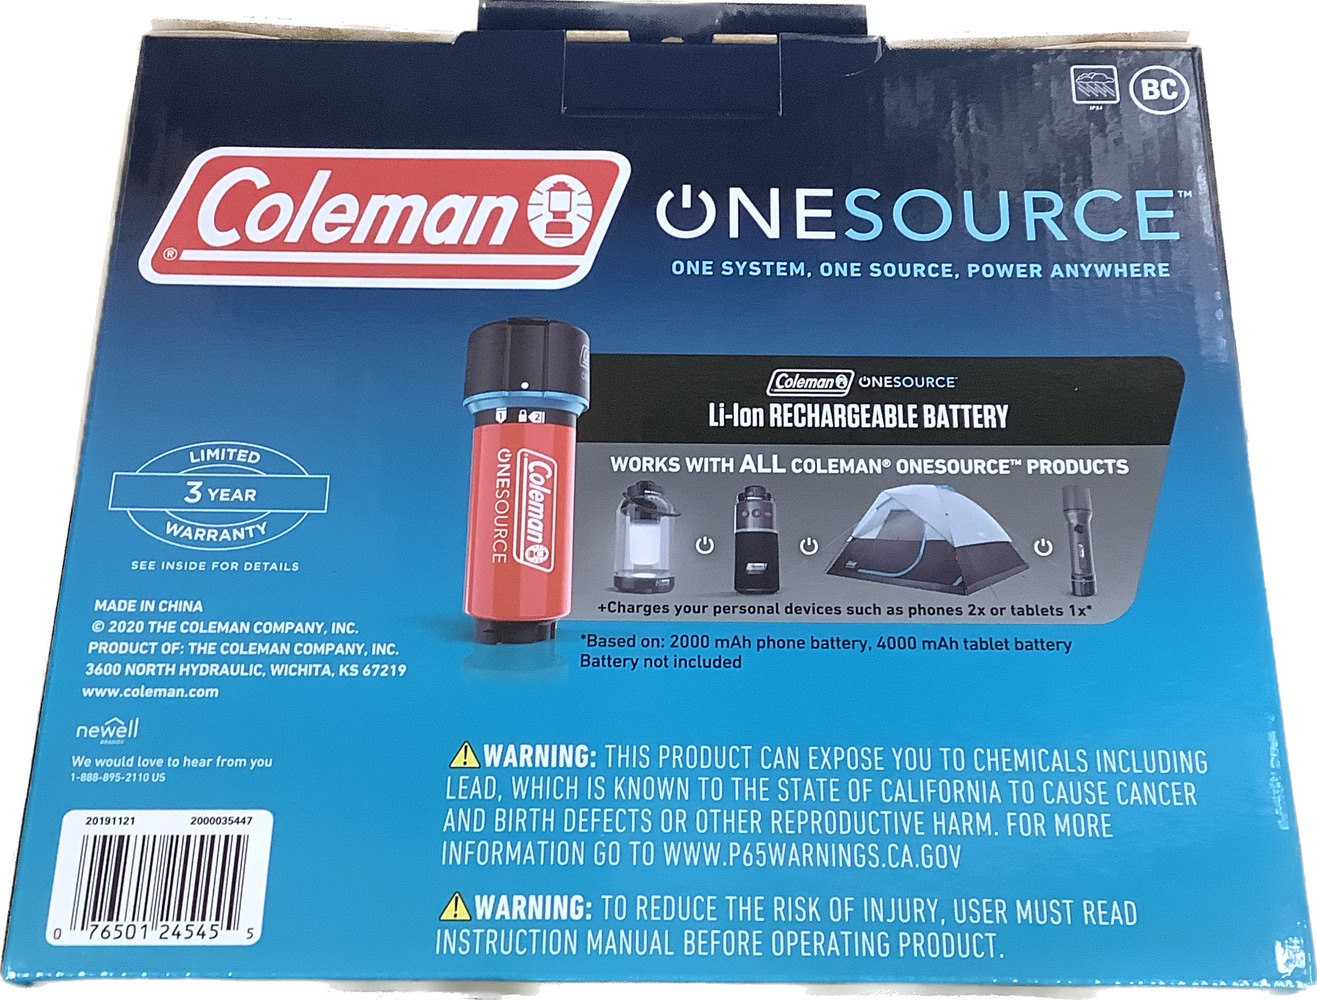 IPX4
BC
Coleman
®
ONESOURCE™
ONE SYSTEM, ONE SOURCE, POWER ANYWHERE
Coleman ONESOURCE™
Li-Ion RECHARGEABLE BATTERY
WORKS WITH ALL COLEMAN® ONESOURCE™ PRODUCTS
1 2
Coleman
ONESOURCE
+Charges your personal devices such as phones 2x or tablets 1x*
*Based on: 2000 mAh phone battery, 4000 mAh tablet battery
Battery not included
LIMITED
3 YEAR
WARRANTY
SEE INSIDE FOR DETAILS
MADE IN CHINA
© 2020 THE COLEMAN COMPANY, INC.
PRODUCT OF: THE COLEMAN COMPANY, INC.
3600 NORTH HYDRAULIC, WICHITA, KS 67219
www.coleman.com
newell
BRANDS
We would love to hear from you
1-888-895-2110 US
20191121 2000035447
0 76501 24545 5
WARNING: THIS PRODUCT CAN EXPOSE YOU TO CHEMICALS INCLUDING
LEAD, WHICH IS KNOWN TO THE STATE OF CALIFORNIA TO CAUSE CANCER
AND BIRTH DEFECTS OR OTHER REPRODUCTIVE HARM. FOR MORE
INFORMATION GO TO WWW.P65WARNINGS.CA.GOV
WARNING: TO REDUCE THE RISK OF INJURY, USER MUST READ
INSTRUCTION MANUAL BEFORE OPERATING PRODUCT.